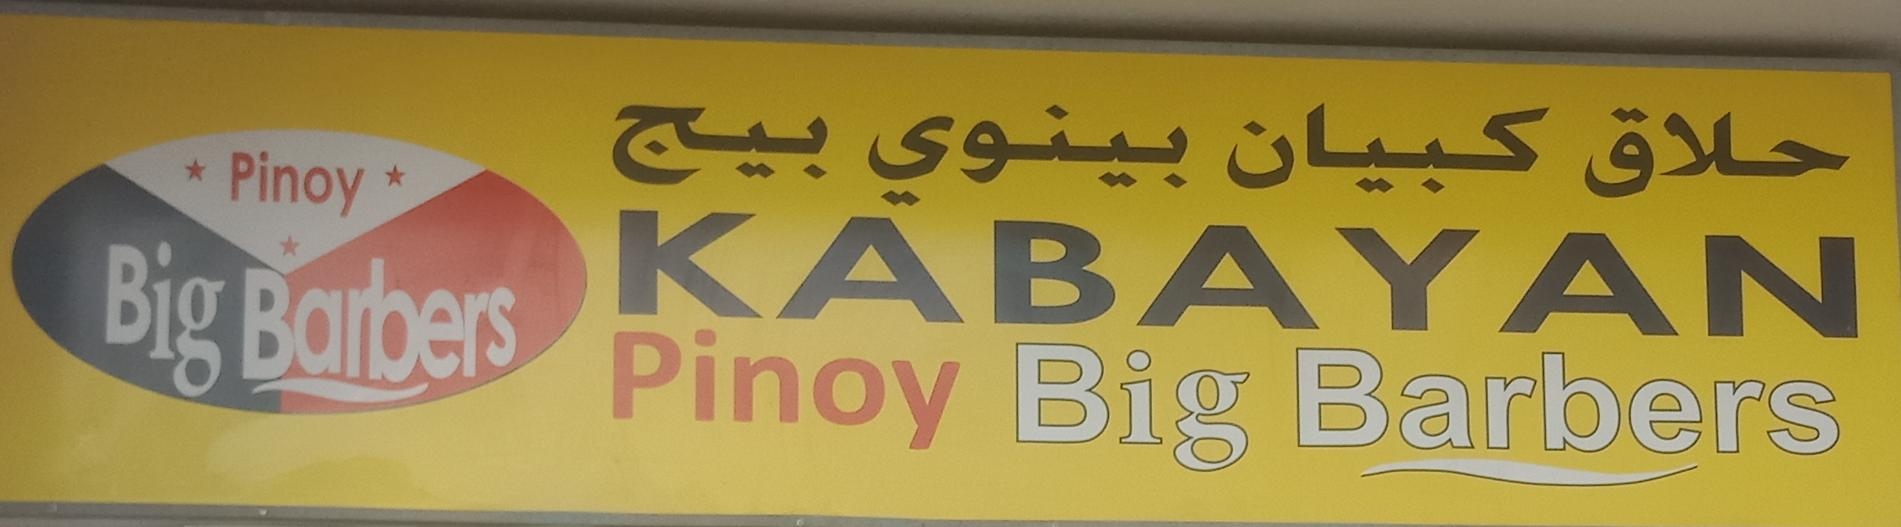 Pinoy
Big Barbers
حلاق كبيان بينوي بيج
KABAYAN
Pinoy Big Barbers